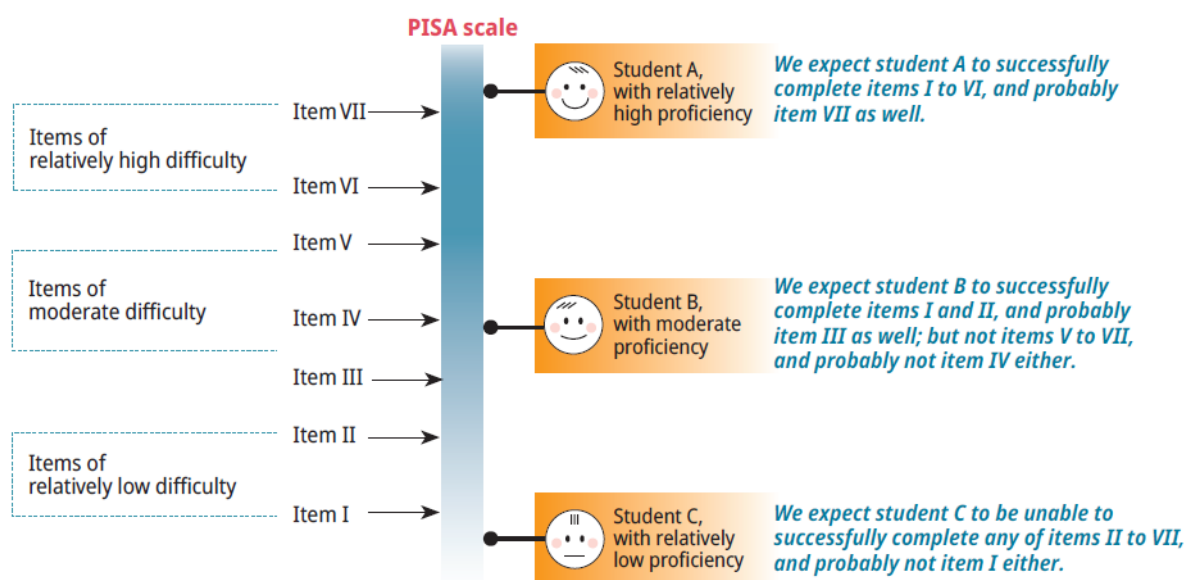 PISA scale
Item VII
Items of
relatively high difficulty
Item VI
Item V
Items of
moderate difficulty
Item IV
Item III
Item II
Items of
relatively low difficulty
Item I
Student A,
with relatively
high proficiency
We expect student A to successfully
complete items I to VI, and probably
item VII as well.
Student B,
with moderate
proficiency
We expect student B to successfully
complete items I and II, and probably
item III as well; but not items V to VII,
and probably not item IV either.
Student C,
with relatively
low proficiency
We expect student C to be unable to
successfully complete any of items II to VII,
and probably not item I either.